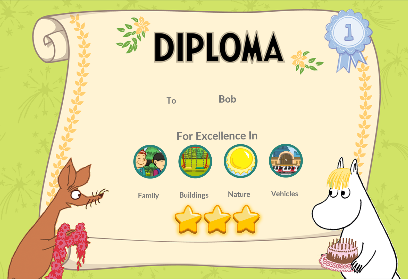 1
DIPLOMA
To Bob
For Excellence In
Family Buildings Nature Vehicles